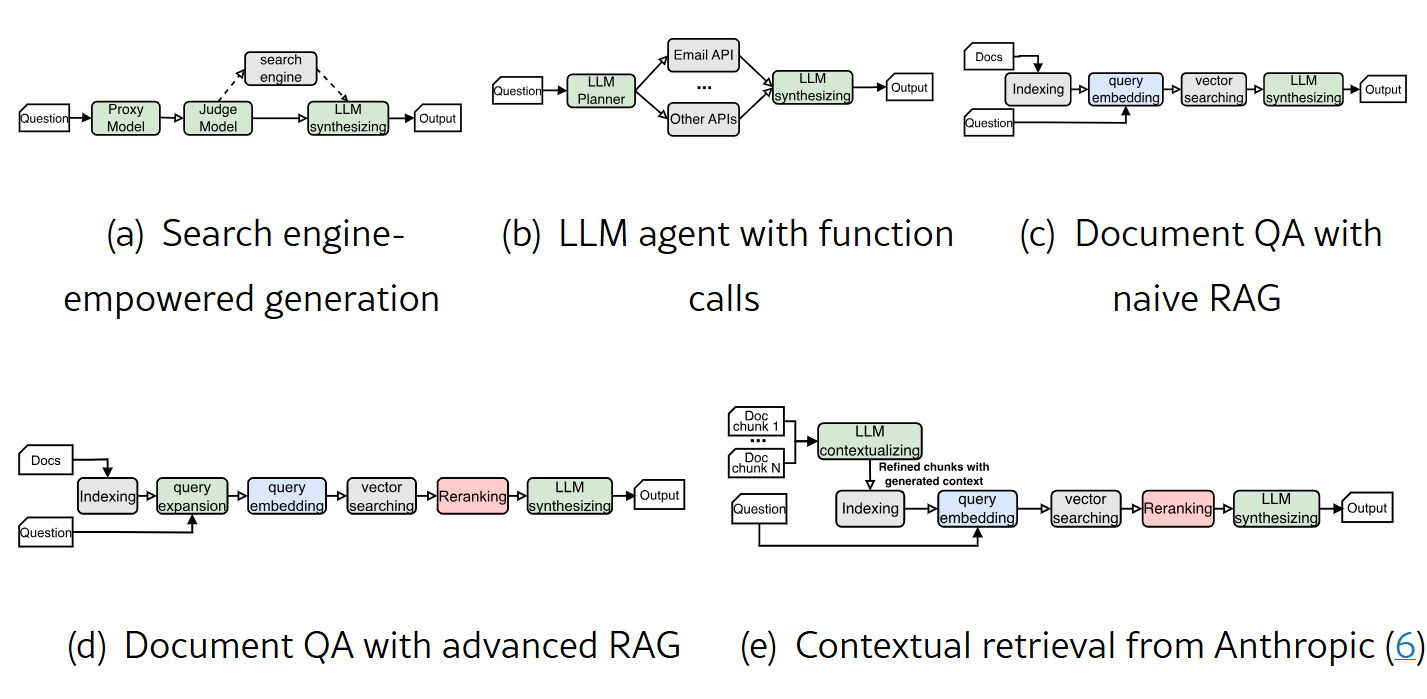 search
engine
Question
Proxy
Model
Judge
Model
LLM
synthesizing
Output
(a) Search engine-
empowered generation
Question
LLM
Planner
Email API
...
Other APIs
LLM
synthesizing
Output
(b) LLM agent with function
calls
Docs
Question
Indexing
query
embedding
vector
searching
LLM
synthesizing
Output
(c) Document QA with
naive RAG
Docs
Question
Indexing
query
expansion
query
embedding
vector
searching
Reranking
LLM
synthesizing
Output
(d) Document QA with advanced RAG
Doc
chunk 1
...
Doc
chunk N
LLM
contextualizing
Refined chunks with
generated context
Question
Indexing
query
embedding
vector
searching
Reranking
LLM
synthesizing
Output
(e) Contextual retrieval from Anthropic (6)